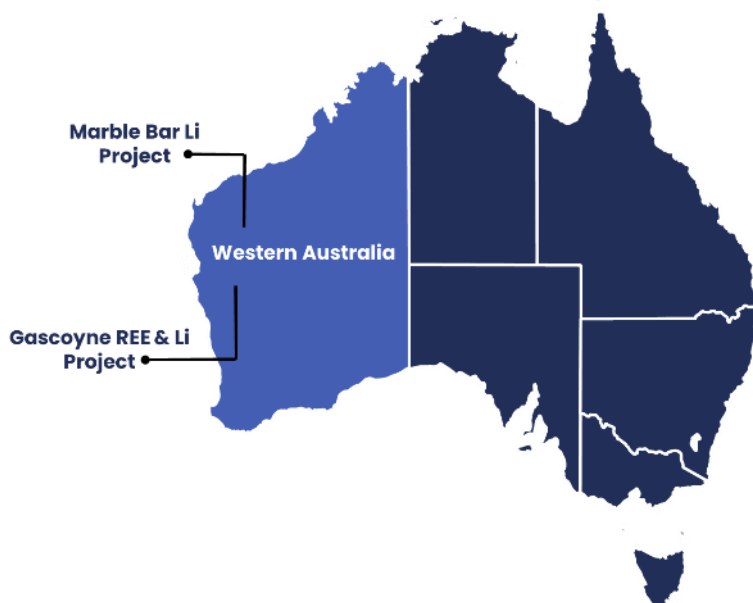 Marble Bar Li
Project
Western Australia
Gascoyne REE & Li
Project